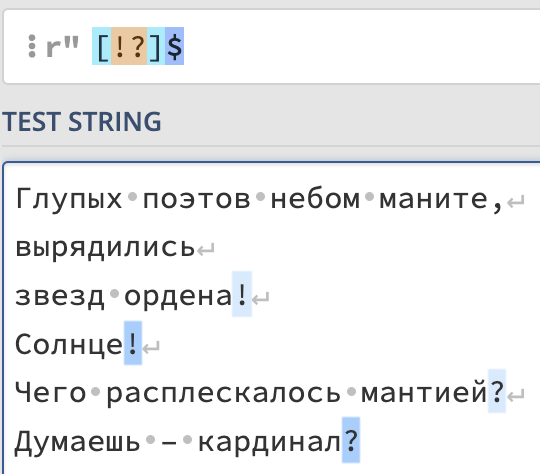 r" [!?]$
TEST STRING
Глупых·поэтов·небом·маните,↵
вырядились↵
звезд·ордена!↵
Солнце!↵
Чего·расплескалось·мантией?↵
Думаешь·–·кардинал?